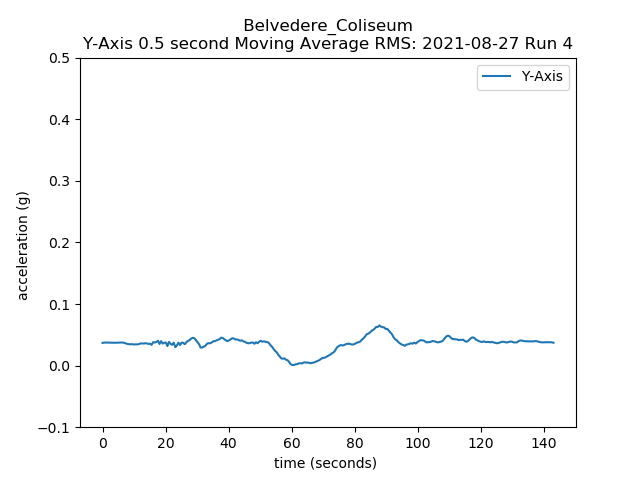 Belvedere_Coliseum
Y-Axis 0.5 second Moving Average RMS: 2021-08-27 Run 4
Y-Axis
acceleration (g)
0.5
0.4
0.3
0.2
0.1
0.0
−0.1
0 20 40 60 80 100 120 140
time (seconds)